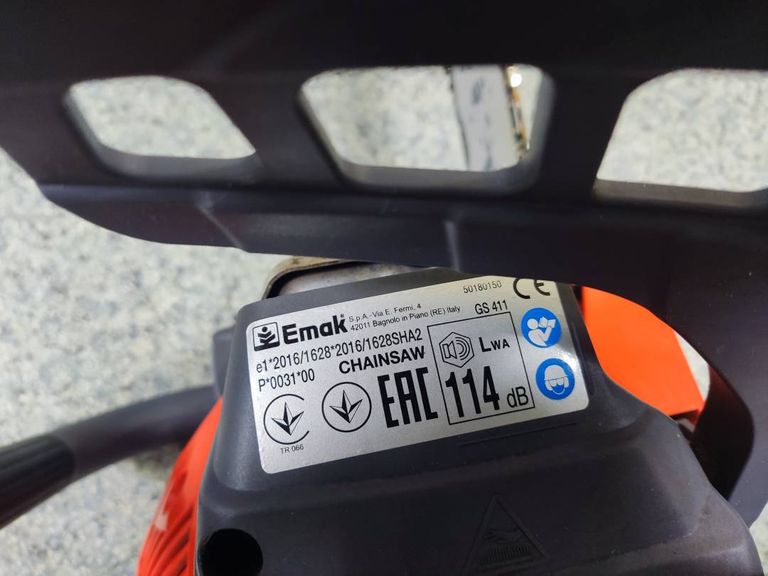 Emak S.p.A. - Via E. Fermi, 4
42011 Bagnolo in Piano (RE) Italy
50180150
GS 411
CE
e1*2016/1628*2016/1628SHA2
P*0031*00
CHAINSAW
TR 066
EAC
LWA
114 dB